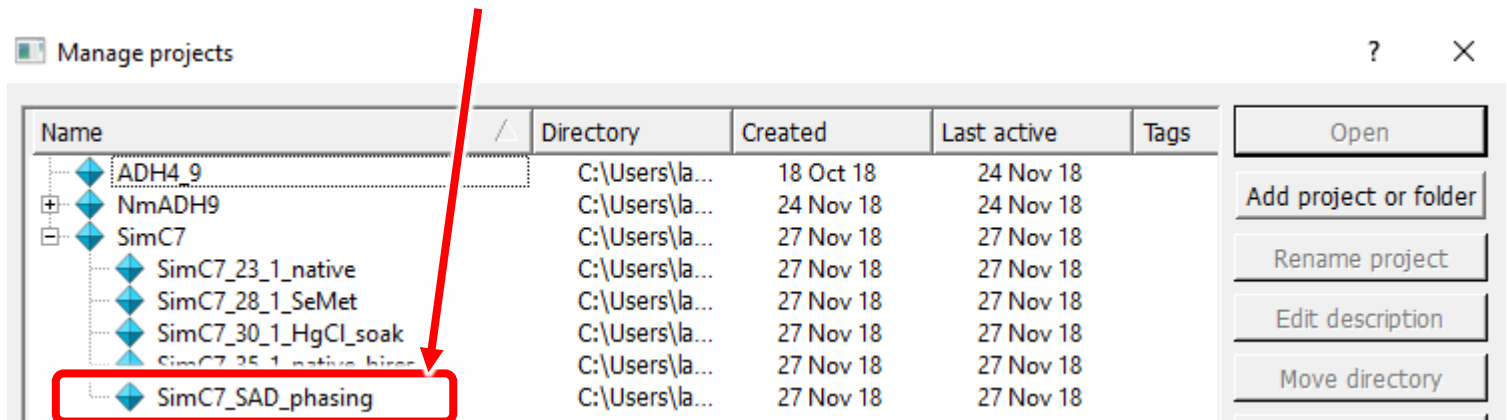 Manage projects ?
Name Directory Created Last active Tags Open
ADH4_9 C:\Users\la... 18 Oct 18 24 Nov 18
NmADH9 C:\Users\la... 24 Nov 18 24 Nov 18 Add project or folder
SimC7 C:\Users\la... 27 Nov 18 27 Nov 18
SimC7_23_1_native C:\Users\la... 27 Nov 18 27 Nov 18 Rename project
SimC7_28_1_SeMet C:\Users\la... 27 Nov 18 27 Nov 18
SimC7_30_1_HgCl_soak C:\Users\la... 27 Nov 18 27 Nov 18 Edit description
SimC7_35_1_native_hires C:\Users\la... 27 Nov 18 27 Nov 18
SimC7_SAD_phasing C:\Users\la... 27 Nov 18 27 Nov 18 Move directory